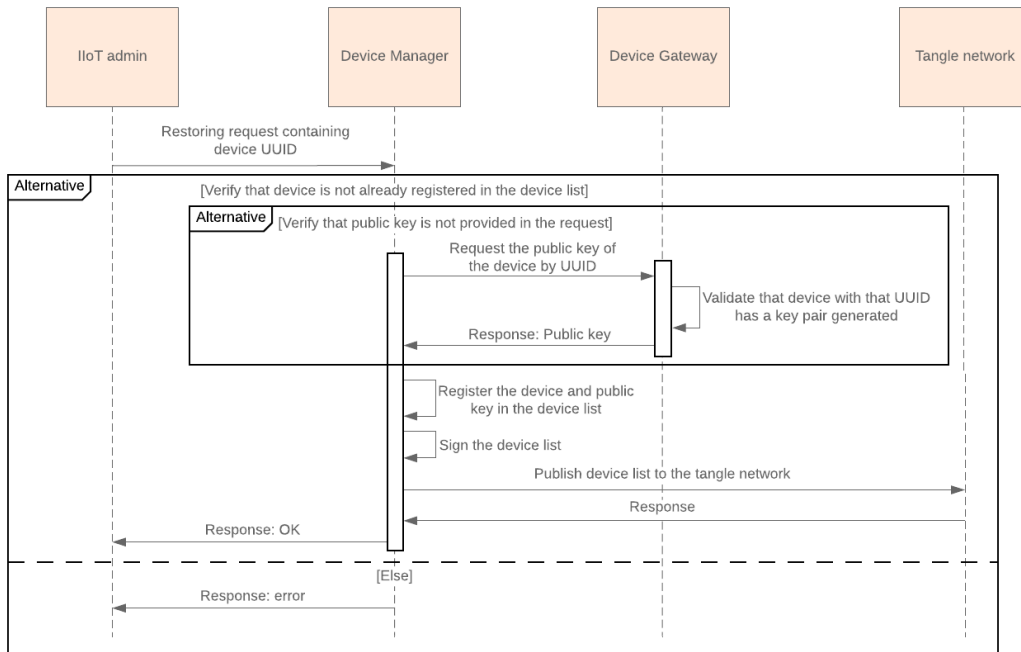 IIoT admin
Device Manager
Device Gateway
Tangle network
Restoring request containing
device UUID
Alternative
[Verify that device is not already registered in the device list]
Alternative
[Verify that public key is not provided in the request]
Request the public key of
the device by UUID
Validate that device with that UUID
has a key pair generated
Response: Public key
Register the device and public
key in the device list
Sign the device list
Publish device list to the tangle network
Response
Response: OK
[Else]
Response: error